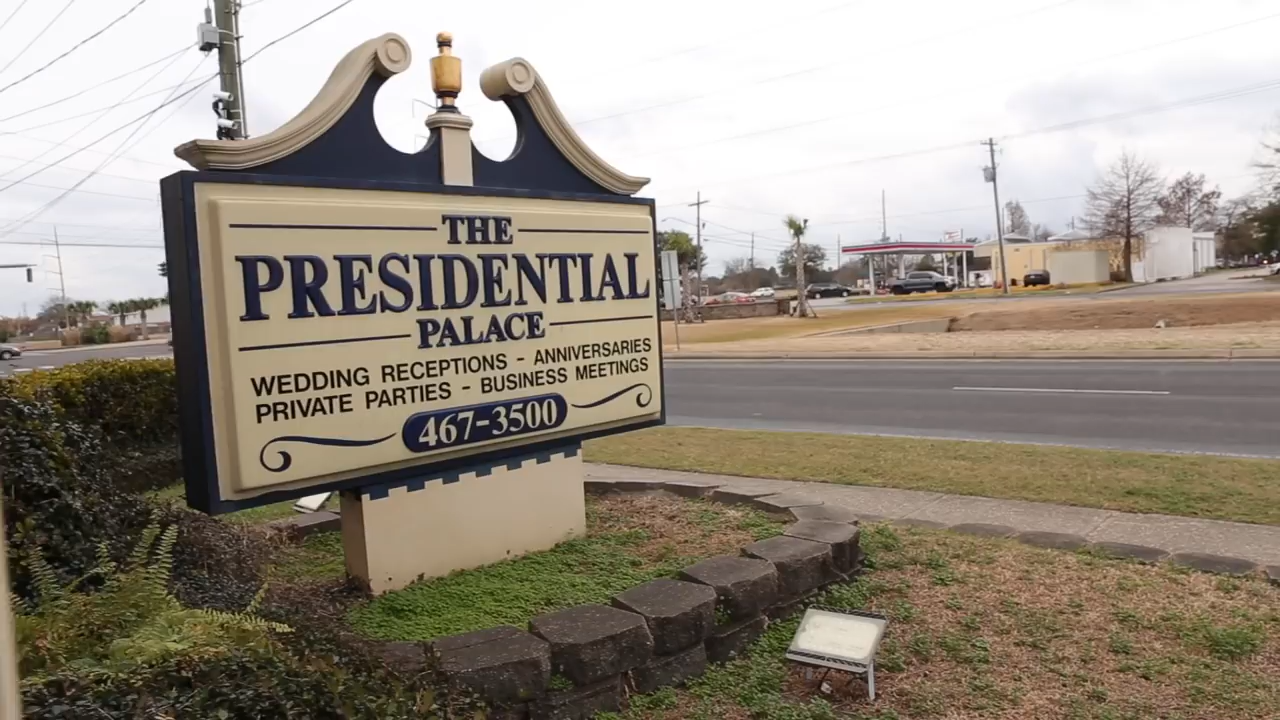 THE
PRESIDENTIAL
PALACE
WEDDING RECEPTIONS - ANNIVERSARIES
PRIVATE PARTIES - BUSINESS MEETINGS
467-3500